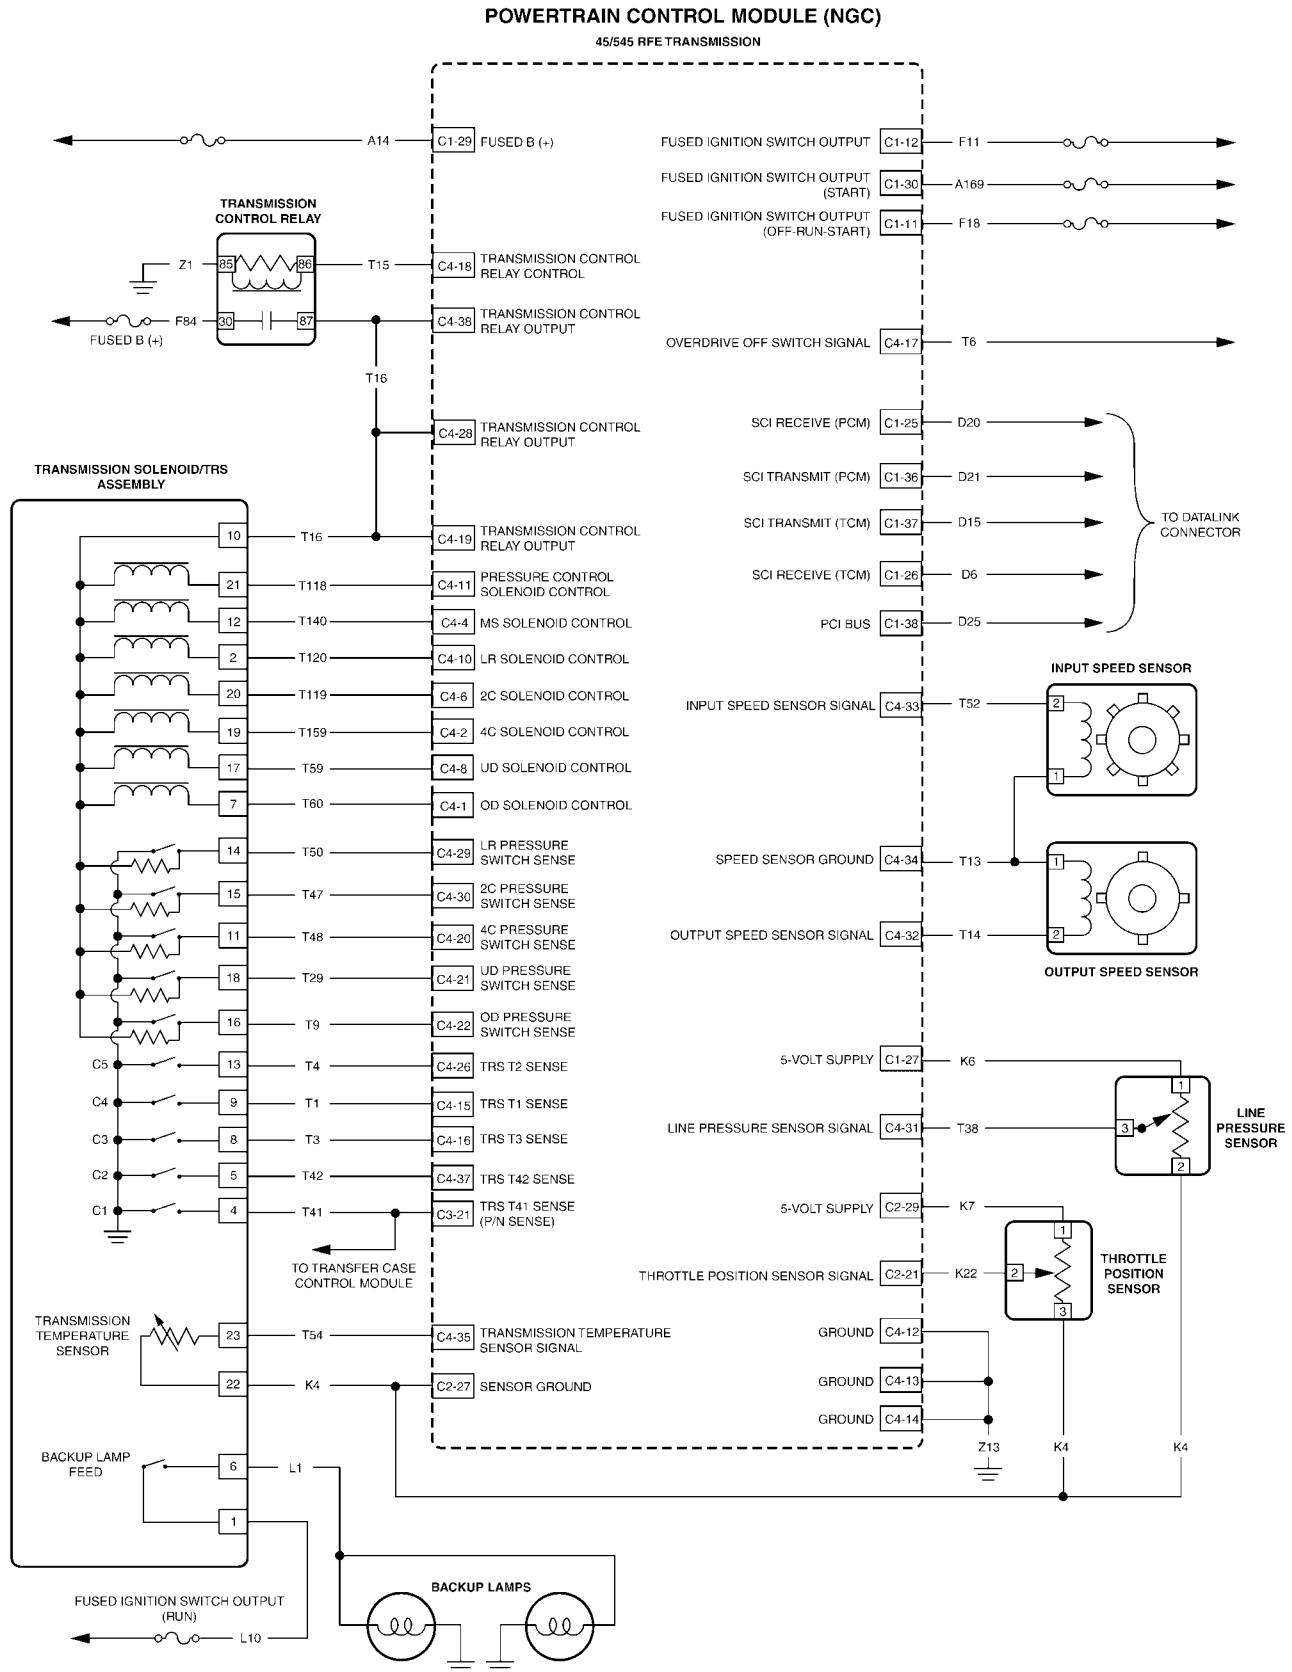 POWERTRAIN CONTROL MODULE (NGC)
45/545 RFE TRANSMISSION
A14 C1-29 FUSED B (+)
FUSED IGNITION SWITCH OUTPUT C1-12 F11
FUSED IGNITION SWITCH OUTPUT
(START) C1-30 A169
FUSED IGNITION SWITCH OUTPUT
(OFF-RUN-START) C1-11 F18
TRANSMISSION
CONTROL RELAY
Z1 85 86 T15 C4-18 TRANSMISSION CONTROL
RELAY CONTROL
F84 30 87 C4-38 TRANSMISSION CONTROL
RELAY OUTPUT
FUSED B (+)
OVERDRIVE OFF SWITCH SIGNAL C4-17 T6
T16
C4-28 TRANSMISSION CONTROL
RELAY OUTPUT
SCI RECEIVE (PCM) C1-25 D20
SCI TRANSMIT (PCM) C1-36 D21
SCI TRANSMIT (TCM) C1-37 D15
SCI RECEIVE (TCM) C1-26 D6
PCI BUS C1-38 D25
TO DATALINK
CONNECTOR
TRANSMISSION SOLENOID/TRS
ASSEMBLY
10 T16 C4-19 TRANSMISSION CONTROL
RELAY OUTPUT
21 T118 C4-11 PRESSURE CONTROL
SOLENOID CONTROL
12 T140 C4-4 MS SOLENOID CONTROL
2 T120 C4-10 LR SOLENOID CONTROL
20 T119 C4-6 2C SOLENOID CONTROL
19 T159 C4-2 4C SOLENOID CONTROL
17 T59 C4-8 UD SOLENOID CONTROL
7 T60 C4-1 OD SOLENOID CONTROL
14 T50 C4-29 LR PRESSURE
SWITCH SENSE
15 T47 C4-30 2C PRESSURE
SWITCH SENSE
11 T48 C4-20 4C PRESSURE
SWITCH SENSE
18 T29 C4-21 UD PRESSURE
SWITCH SENSE
16 T9 C4-22 OD PRESSURE
SWITCH SENSE
C5 13 T4 C4-26 TRS T2 SENSE
C4 9 T1 C4-15 TRS T1 SENSE
C3 8 T3 C4-16 TRS T3 SENSE
C2 5 T42 C4-37 TRS T42 SENSE
C1 4 T41 C3-21 TRS T41 SENSE
(P/N SENSE)
TO TRANSFER CASE
CONTROL MODULE
INPUT SPEED SENSOR
INPUT SPEED SENSOR SIGNAL C4-33 T52 2
1
SPEED SENSOR GROUND C4-34 T13 1
OUTPUT SPEED SENSOR SIGNAL C4-32 T14 2
OUTPUT SPEED SENSOR
5-VOLT SUPPLY C1-27 K6
1
LINE PRESSURE SENSOR SIGNAL C4-31 T38 3
2
LINE
PRESSURE
SENSOR
5-VOLT SUPPLY C2-29 K7
1
THROTTLE POSITION SENSOR SIGNAL C2-21 K22 2
3
THROTTLE
POSITION
SENSOR
TRANSMISSION
TEMPERATURE
SENSOR
23 T54 C4-35 TRANSMISSION TEMPERATURE
SENSOR SIGNAL
22 K4 C2-27 SENSOR GROUND
GROUND C4-12
GROUND C4-13
GROUND C4-14
Z13 K4 K4
BACKUP LAMP
FEED
6 L1
1
FUSED IGNITION SWITCH OUTPUT
(RUN)
L10
BACKUP LAMPS